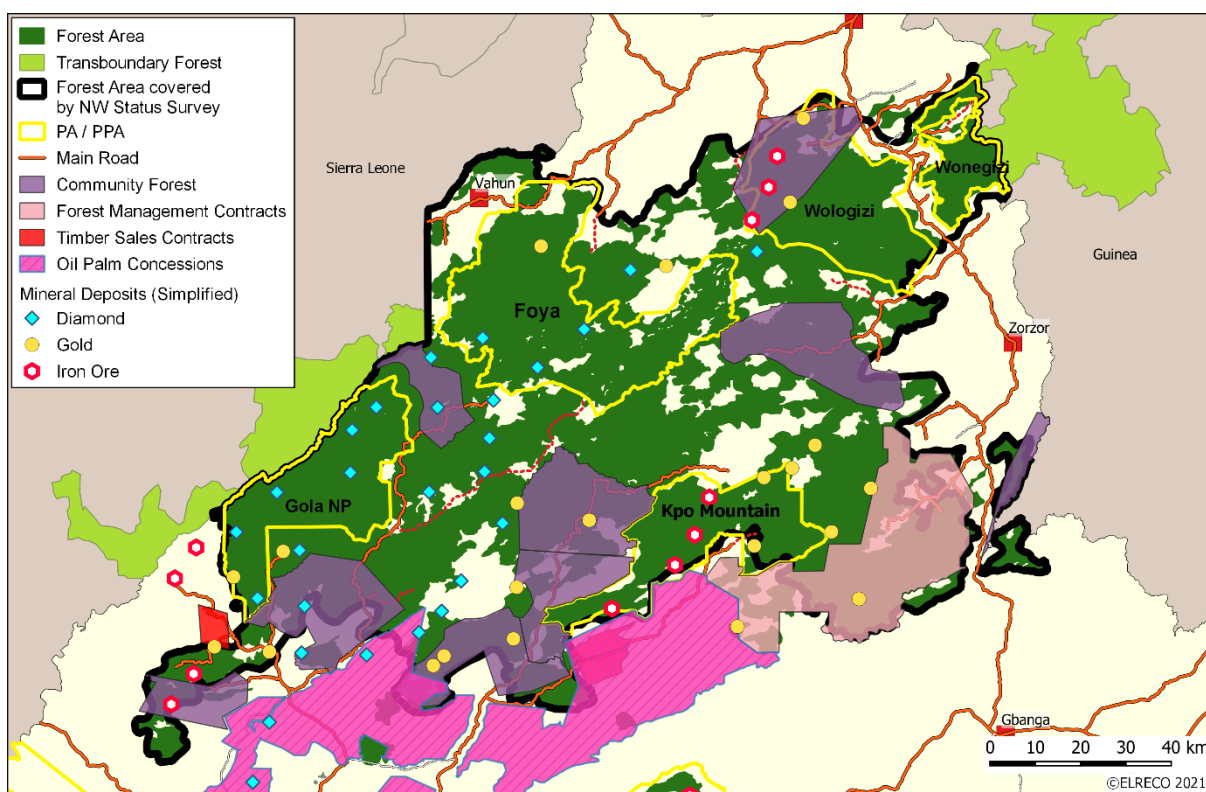 Forest Area
Transboundary Forest
Forest Area covered
by NW Status Survey
PA / PPA
Main Road
Community Forest
Forest Management Contracts
Timber Sales Contracts
Oil Palm Concessions
Mineral Deposits (Simplified)
Diamond
Gold
Iron Ore
Sierra Leone
Vahun
Wonegizi
Wologizi
Guinea
Foya
Zorzor
Gola NP
Kpo Mountain
Gbanga
0 10 20 30 40 km
©ELRECO 2021